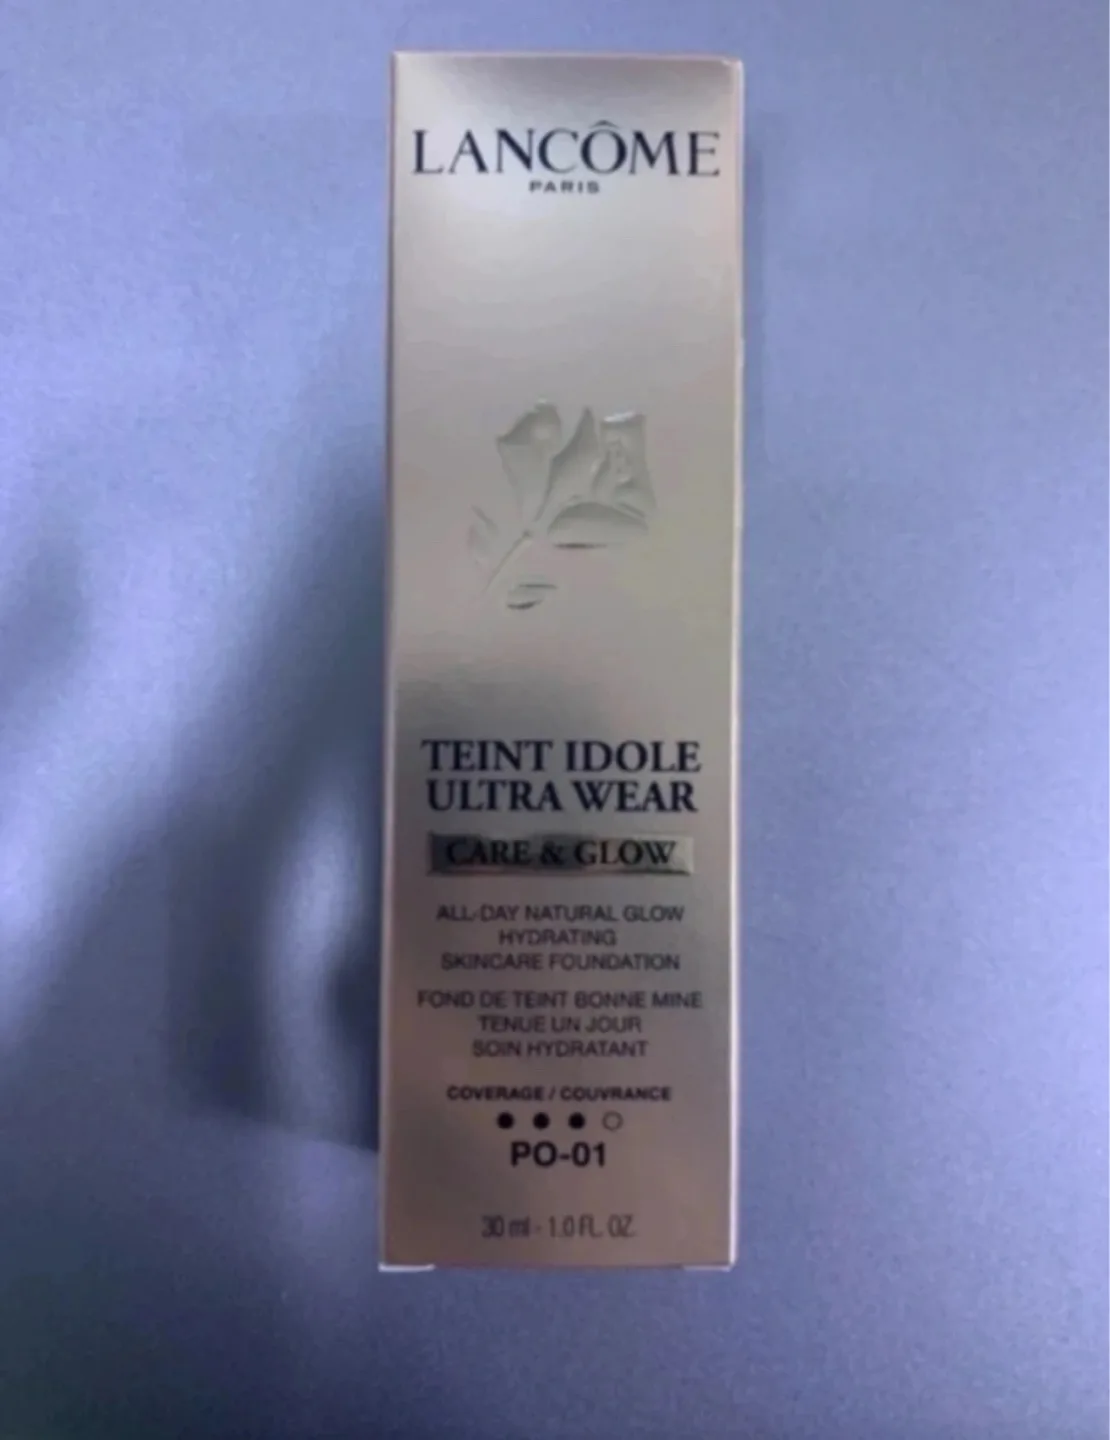 LANCÔME
PARIS
TEINT IDOLE
ULTRA WEAR
CARE & GLOW
ALL-DAY NATURAL GLOW
HYDRATING
SKINCARE FOUNDATION
FOND DE TEINT BONNE MINE
TENUE UN JOUR
SOIN HYDRATANT
COVERAGE / COUVRANCE
PO-01
30 ml - 1.0 FL. OZ.